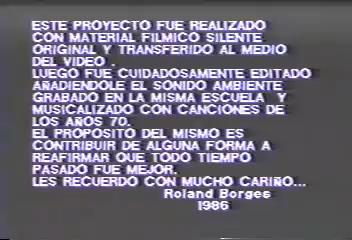 ESTE PROYECTO FUE REALIZADO
CON MATERIAL FILMICO SILENTE
ORIGINAL Y TRANSFERIDO AL MEDIO
DEL VIDEO .
LUEGO FUE CUIDADOSAMENTE EDITADO
AÑADIENDOLE EL SONIDO AMBIENTE
GRABADO EN LA MISMA ESCUELA Y
MUSICALIZADO CON CANCIONES DE
LOS AÑOS 70.
EL PROPOSITO DEL MISMO ES
CONTRIBUIR DE ALGUNA FORMA A
REAFIRMAR QUE TODO TIEMPO
PASADO FUE MEJOR.
LES RECUERDO CON MUCHO CARIÑO...
Roland Borges
1986